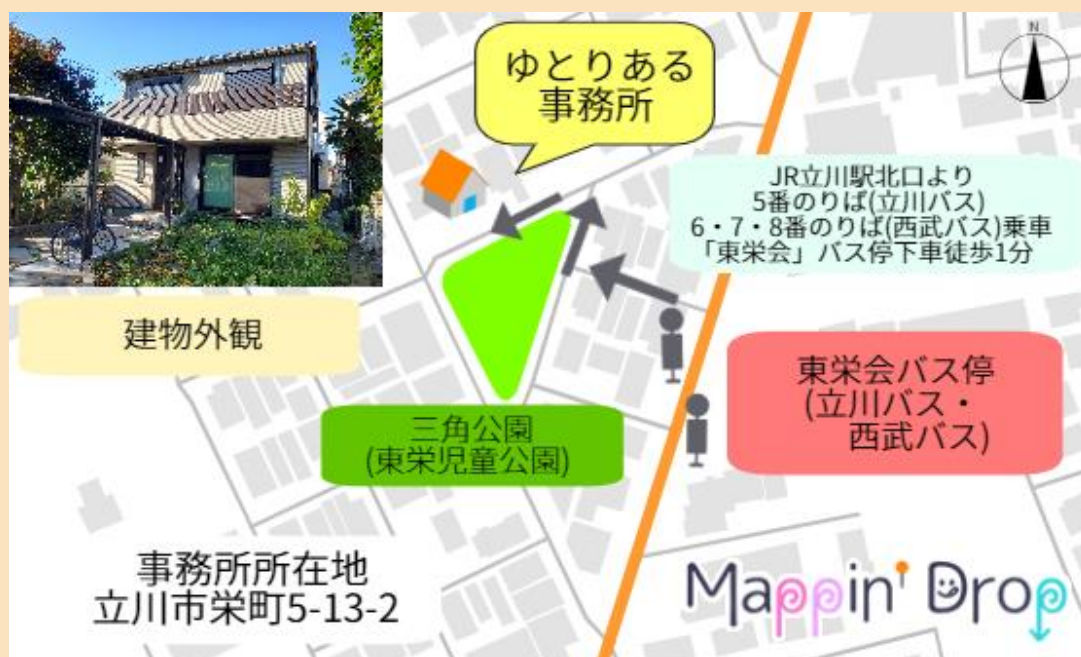 ゆとりある
事務所
N
JR立川駅北口より
5番のりば(立川バス)
6・7・8番のりば(西武バス)乗車
「東栄会」バス停下車徒歩1分
建物外観
東栄会バス停
(立川バス・
西武バス)
三角公園
(東栄児童公園)
事務所所在地
立川市栄町5-13-2
Mappin' Drop